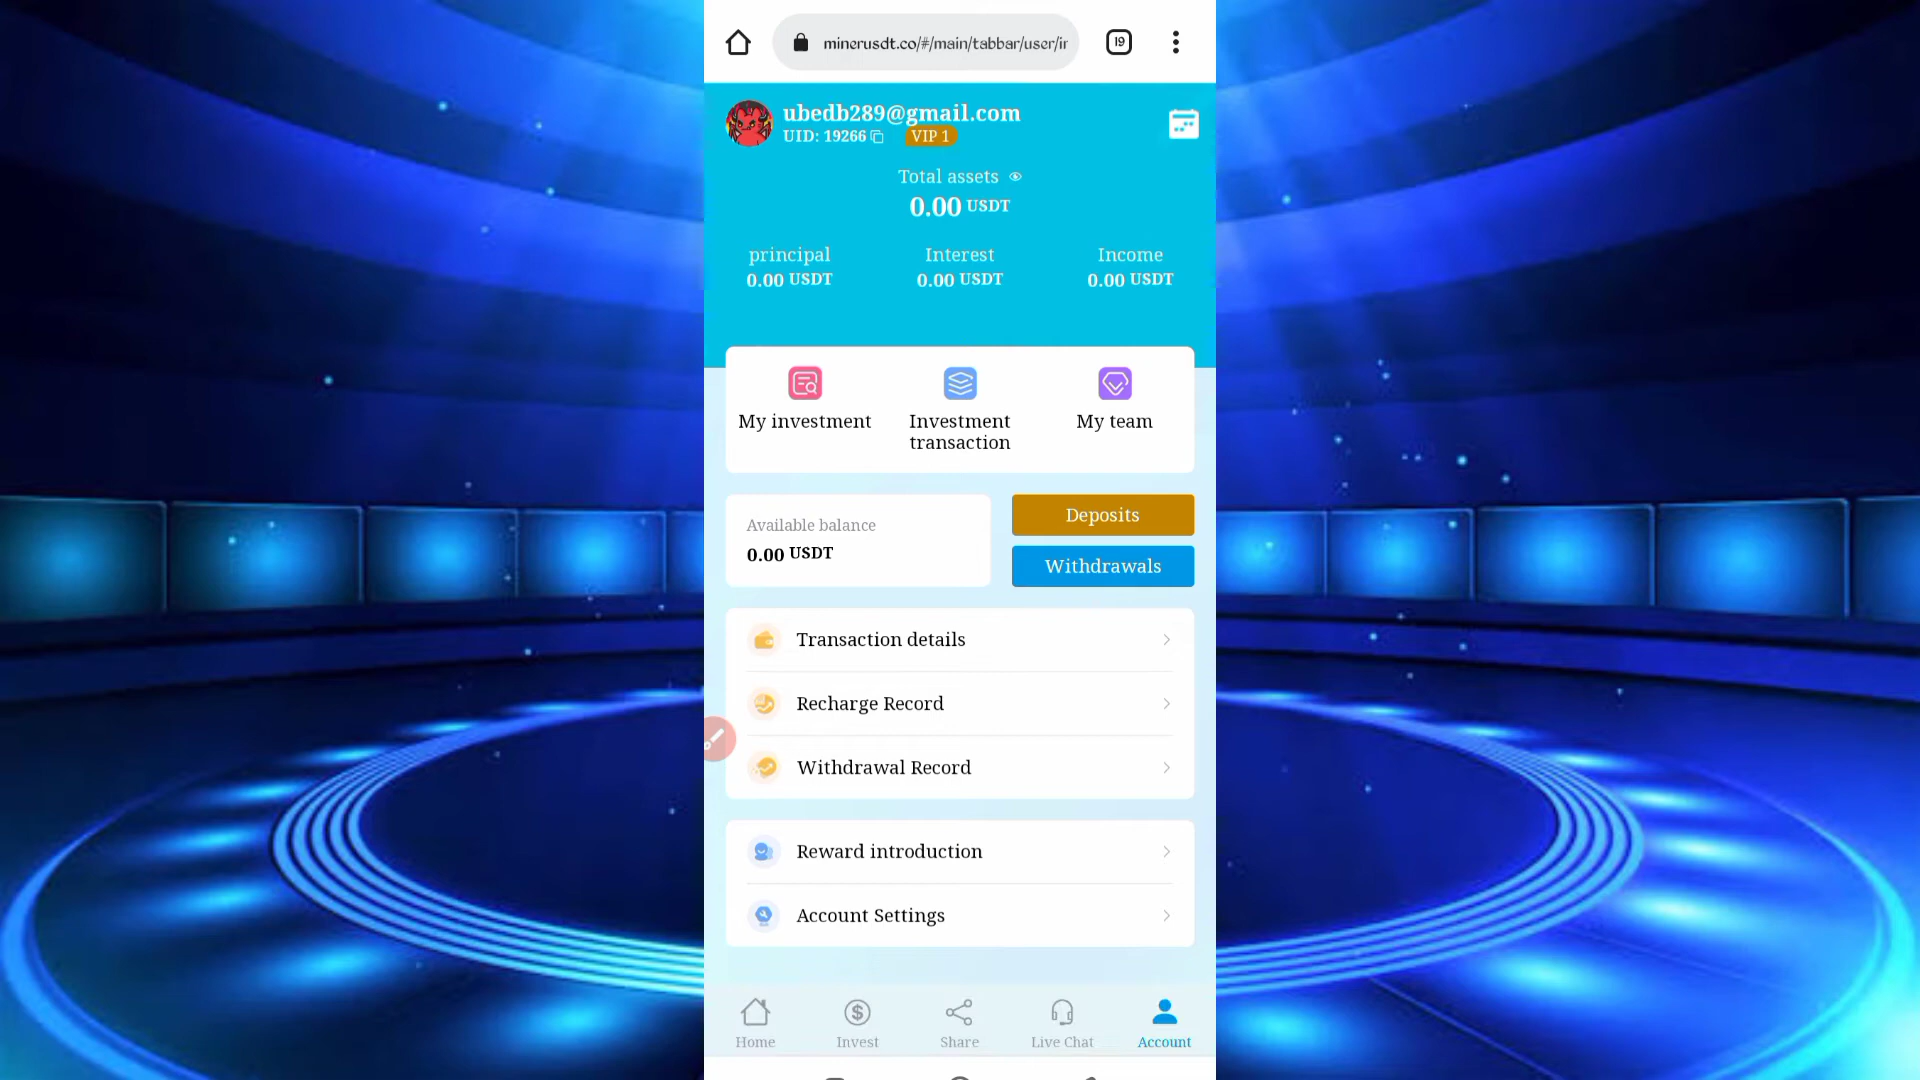 minerusdt.co/#/main/tabbar/user/ir
19
ubedb289@gmail.com
UID: 19266 VIP 1
Total assets
0.00 USDT
principal Interest Income
0.00 USDT 0.00 USDT 0.00 USDT
My investment Investment My team
transaction
Available balance
0.00 USDT
Deposits
Withdrawals
Transaction details
Recharge Record
Withdrawal Record
Reward introduction
Account Settings
Home Invest Share Live Chat Account